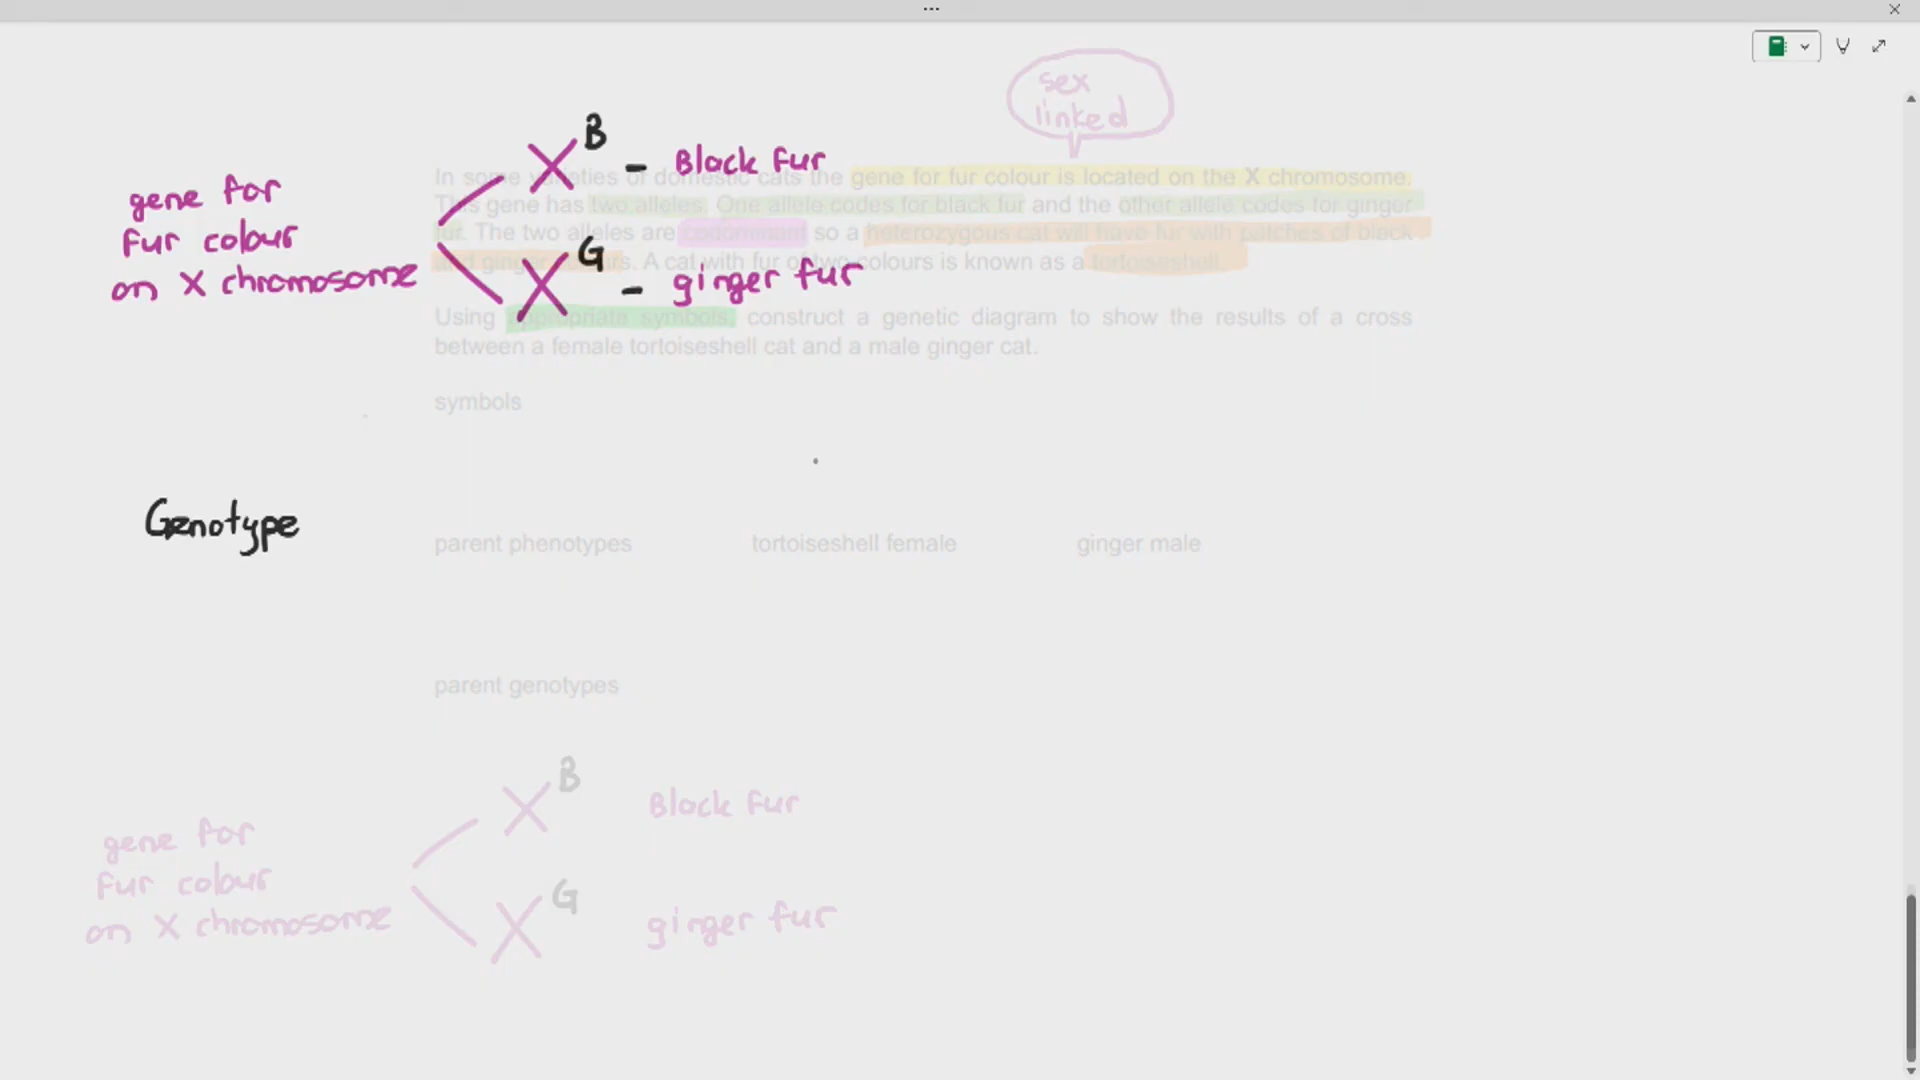 sex
linked
X^B - Black fur
gene for
fur colour
on X chromosome
X^G - ginger fur
In some varieties of domestic cats the gene for fur colour is located on the X chromosome.
This gene has two alleles. One allele codes for black fur and the other allele codes for ginger
fur. The two alleles are codominant so a heterozygous cat will have fur with patches of black
and ginger colours. A cat with fur of two colours is known as a tortoiseshell.
Using appropriate symbols, construct a genetic diagram to show the results of a cross
between a female tortoiseshell cat and a male ginger cat.
symbols
Genotype
parent phenotypes tortoiseshell female ginger male
parent genotypes
X^B Black fur
gene for
fur colour
on X chromosome
X^G ginger fur